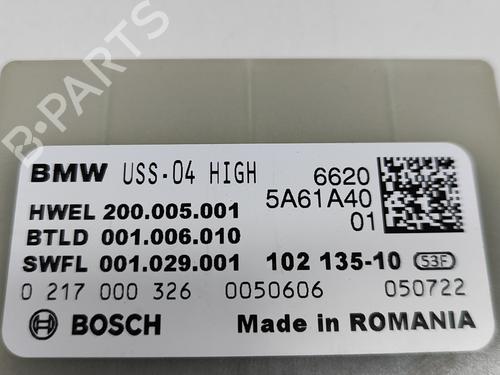 BMW USS-04 HIGH 6620
5A61A40
01
HWEL 200.005.001
BTLD 001.006.010
SWFL 001.029.001 102 135-10 S3F
0 217 000 326 0050606 050722
BOSCH Made in ROMANIA
B-PARTS